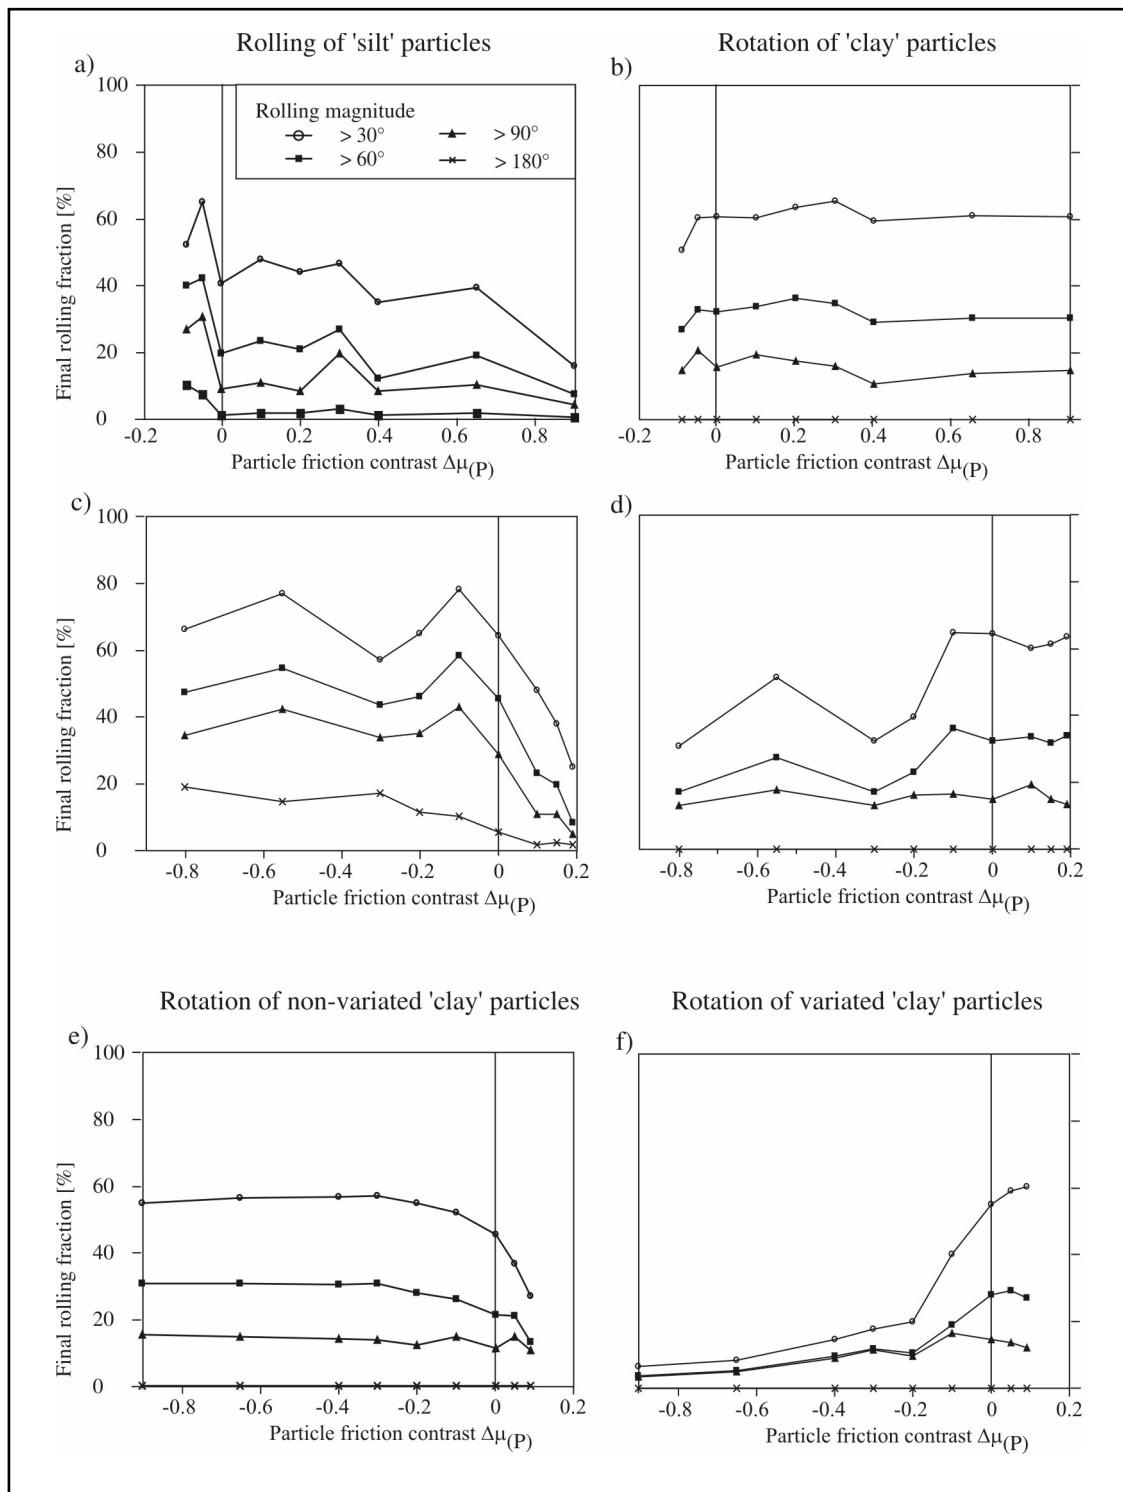 Rolling of 'silt' particles
Rotation of 'clay' particles
a)
b)
100
80
60
40
20
0
Final rolling fraction [%]
Rolling magnitude
> 30°
> 90°
> 60°
> 180°
-0.2 0 0.2 0.4 0.6 0.8
Particle friction contrast Δμ(P)
-0.2 0 0.2 0.4 0.6 0.8
Particle friction contrast Δμ(P)
c)
d)
100
80
60
40
20
0
Final rolling fraction [%]
-0.8 -0.6 -0.4 -0.2 0 0.2
Particle friction contrast Δμ(P)
-0.8 -0.6 -0.4 -0.2 0 0.2
Particle friction contrast Δμ(P)
Rotation of non-variated 'clay' particles
Rotation of variated 'clay' particles
e)
f)
100
80
60
40
20
0
Final rolling fraction [%]
-0.8 -0.6 -0.4 -0.2 0 0.2
Particle friction contrast Δμ(P)
-0.8 -0.6 -0.4 -0.2 0 0.2
Particle friction contrast Δμ(P)